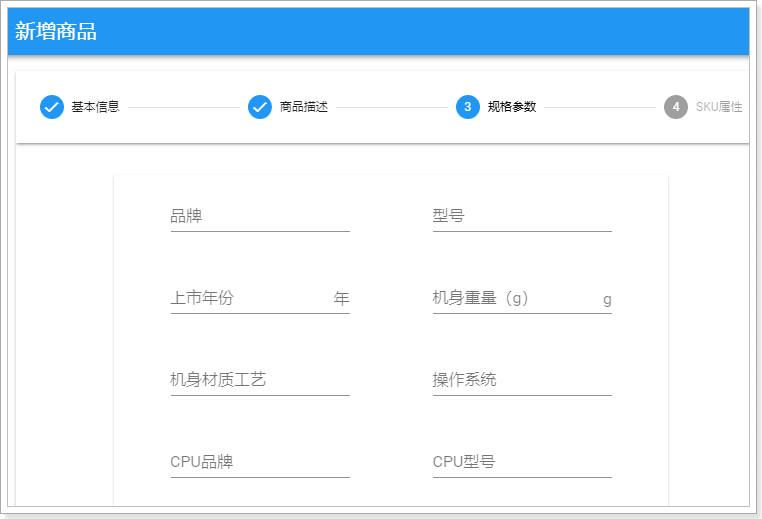 新增商品
基本信息 商品描述 3 规格参数 4 SKU属性
品牌 型号
上市年份 年 机身重量（g） g
机身材质工艺 操作系统
CPU品牌 CPU型号